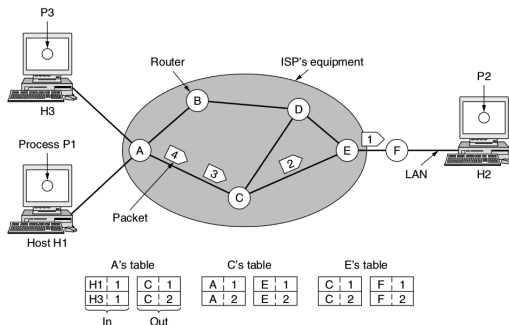 P3
Router
ISP's equipment
P2
B
D
1
H3
Process P1
A
4
3
2
E
F
C
LAN
H2
Packet
Host H1
A's table
C's table
E's table
H1 1 C 1 A 1 E 1 C 1 F 1
H3 1 C 2 A 2 E 2 C 2 F 2
In Out